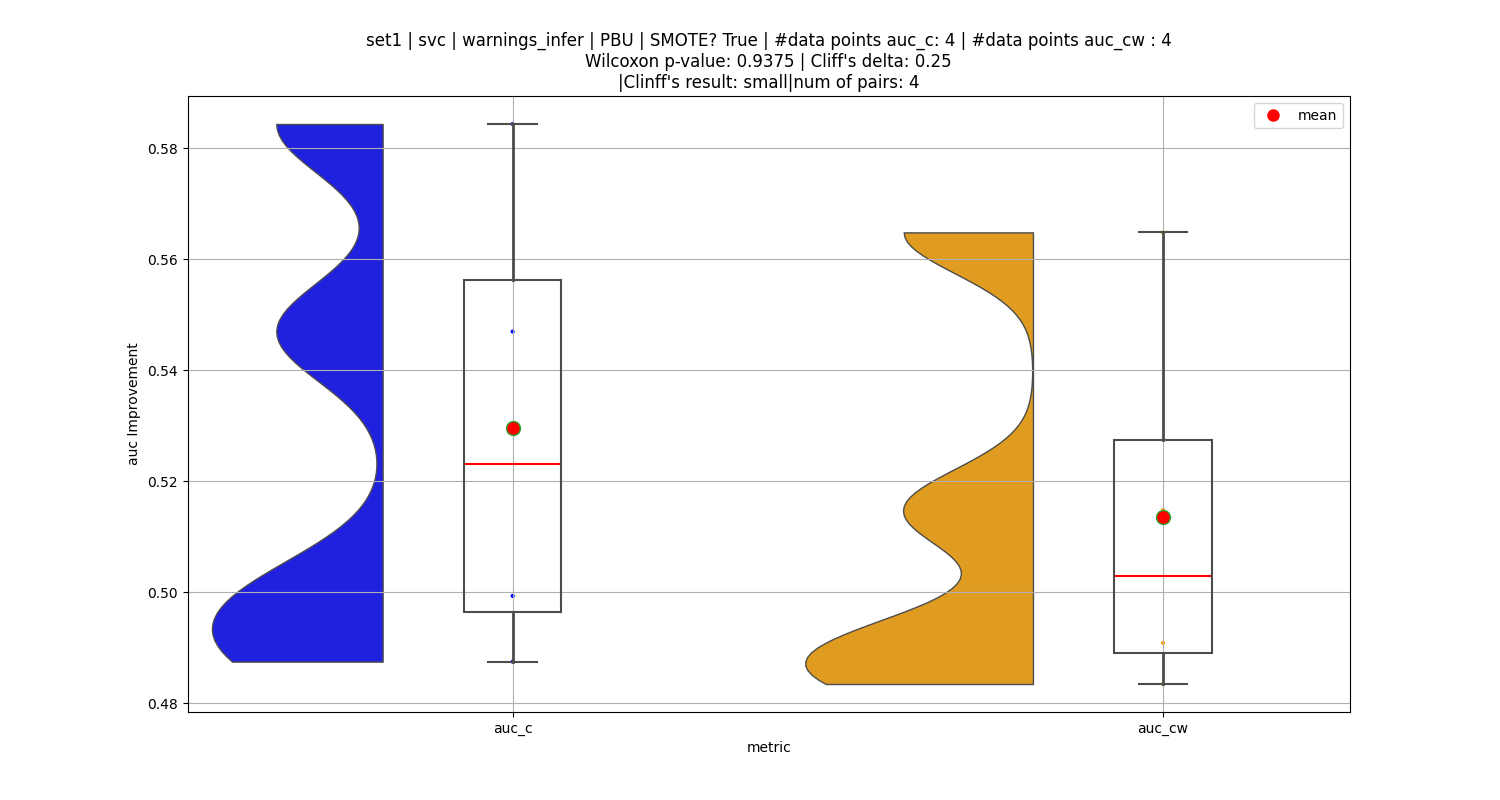 set1 | svc | warnings_infer | PBU | SMOTE? True | #data points auc_c: 4 | #data points auc_cw : 4
Wilcoxon p-value: 0.9375 | Cliff's delta: 0.25
|Clinff's result: small|num of pairs: 4
mean
0.58
0.56
0.54
0.52
0.50
0.48
auc Improvement
auc_c
auc_cw
metric